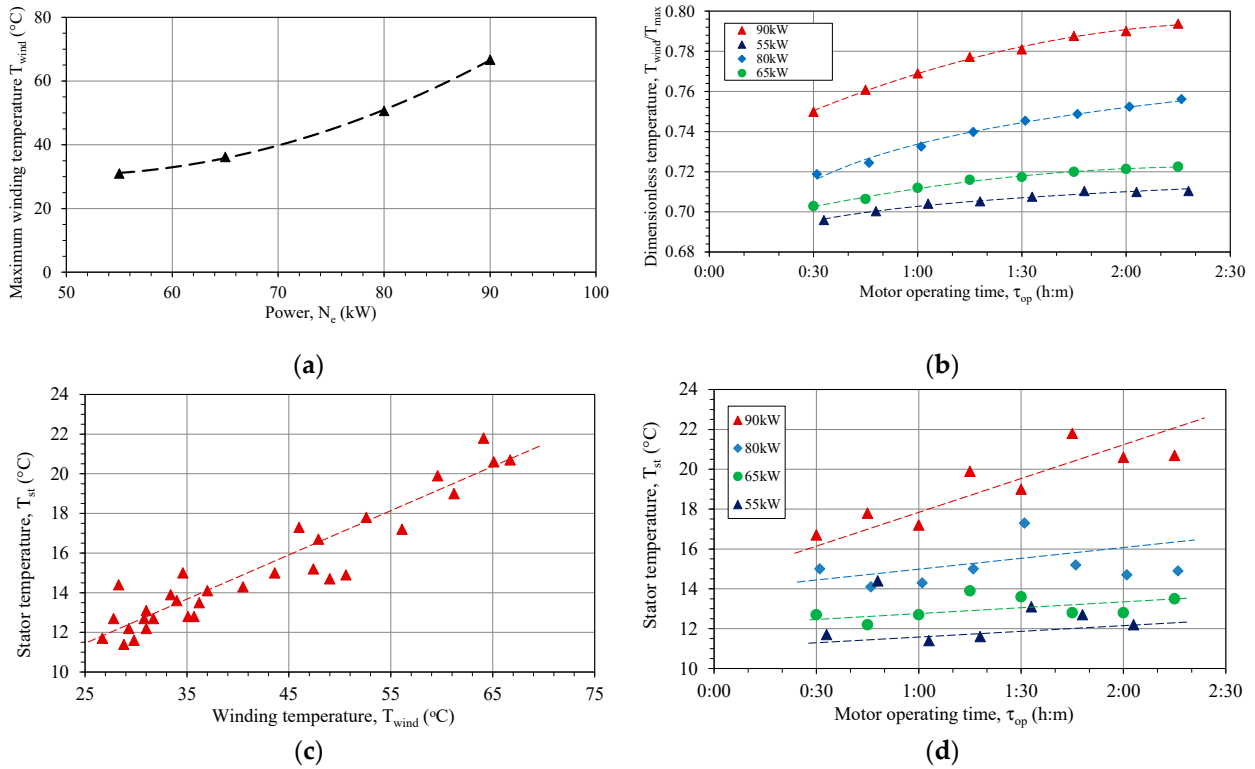 Maximum winding temperature T_wind (°C)
80
60
40
20
0
50 60 70 80 90 100
Power, N_e (kW)
(a)
Dimensionless temperature, T_wind/T_max
0.80
0.78
0.76
0.74
0.72
0.70
0.68
90kW
55kW
80kW
65kW
0:00 0:30 1:00 1:30 2:00 2:30
Motor operating time, τ_op (h:m)
(b)
Stator temperature, T_st (°C)
24
22
20
18
16
14
12
10
25 35 45 55 65 75
Winding temperature, T_wind (°C)
(c)
Stator temperature, T_st (°C)
24
22
20
18
16
14
12
10
90kW
80kW
65kW
55kW
0:00 0:30 1:00 1:30 2:00 2:30
Motor operating time, τ_op (h:m)
(d)